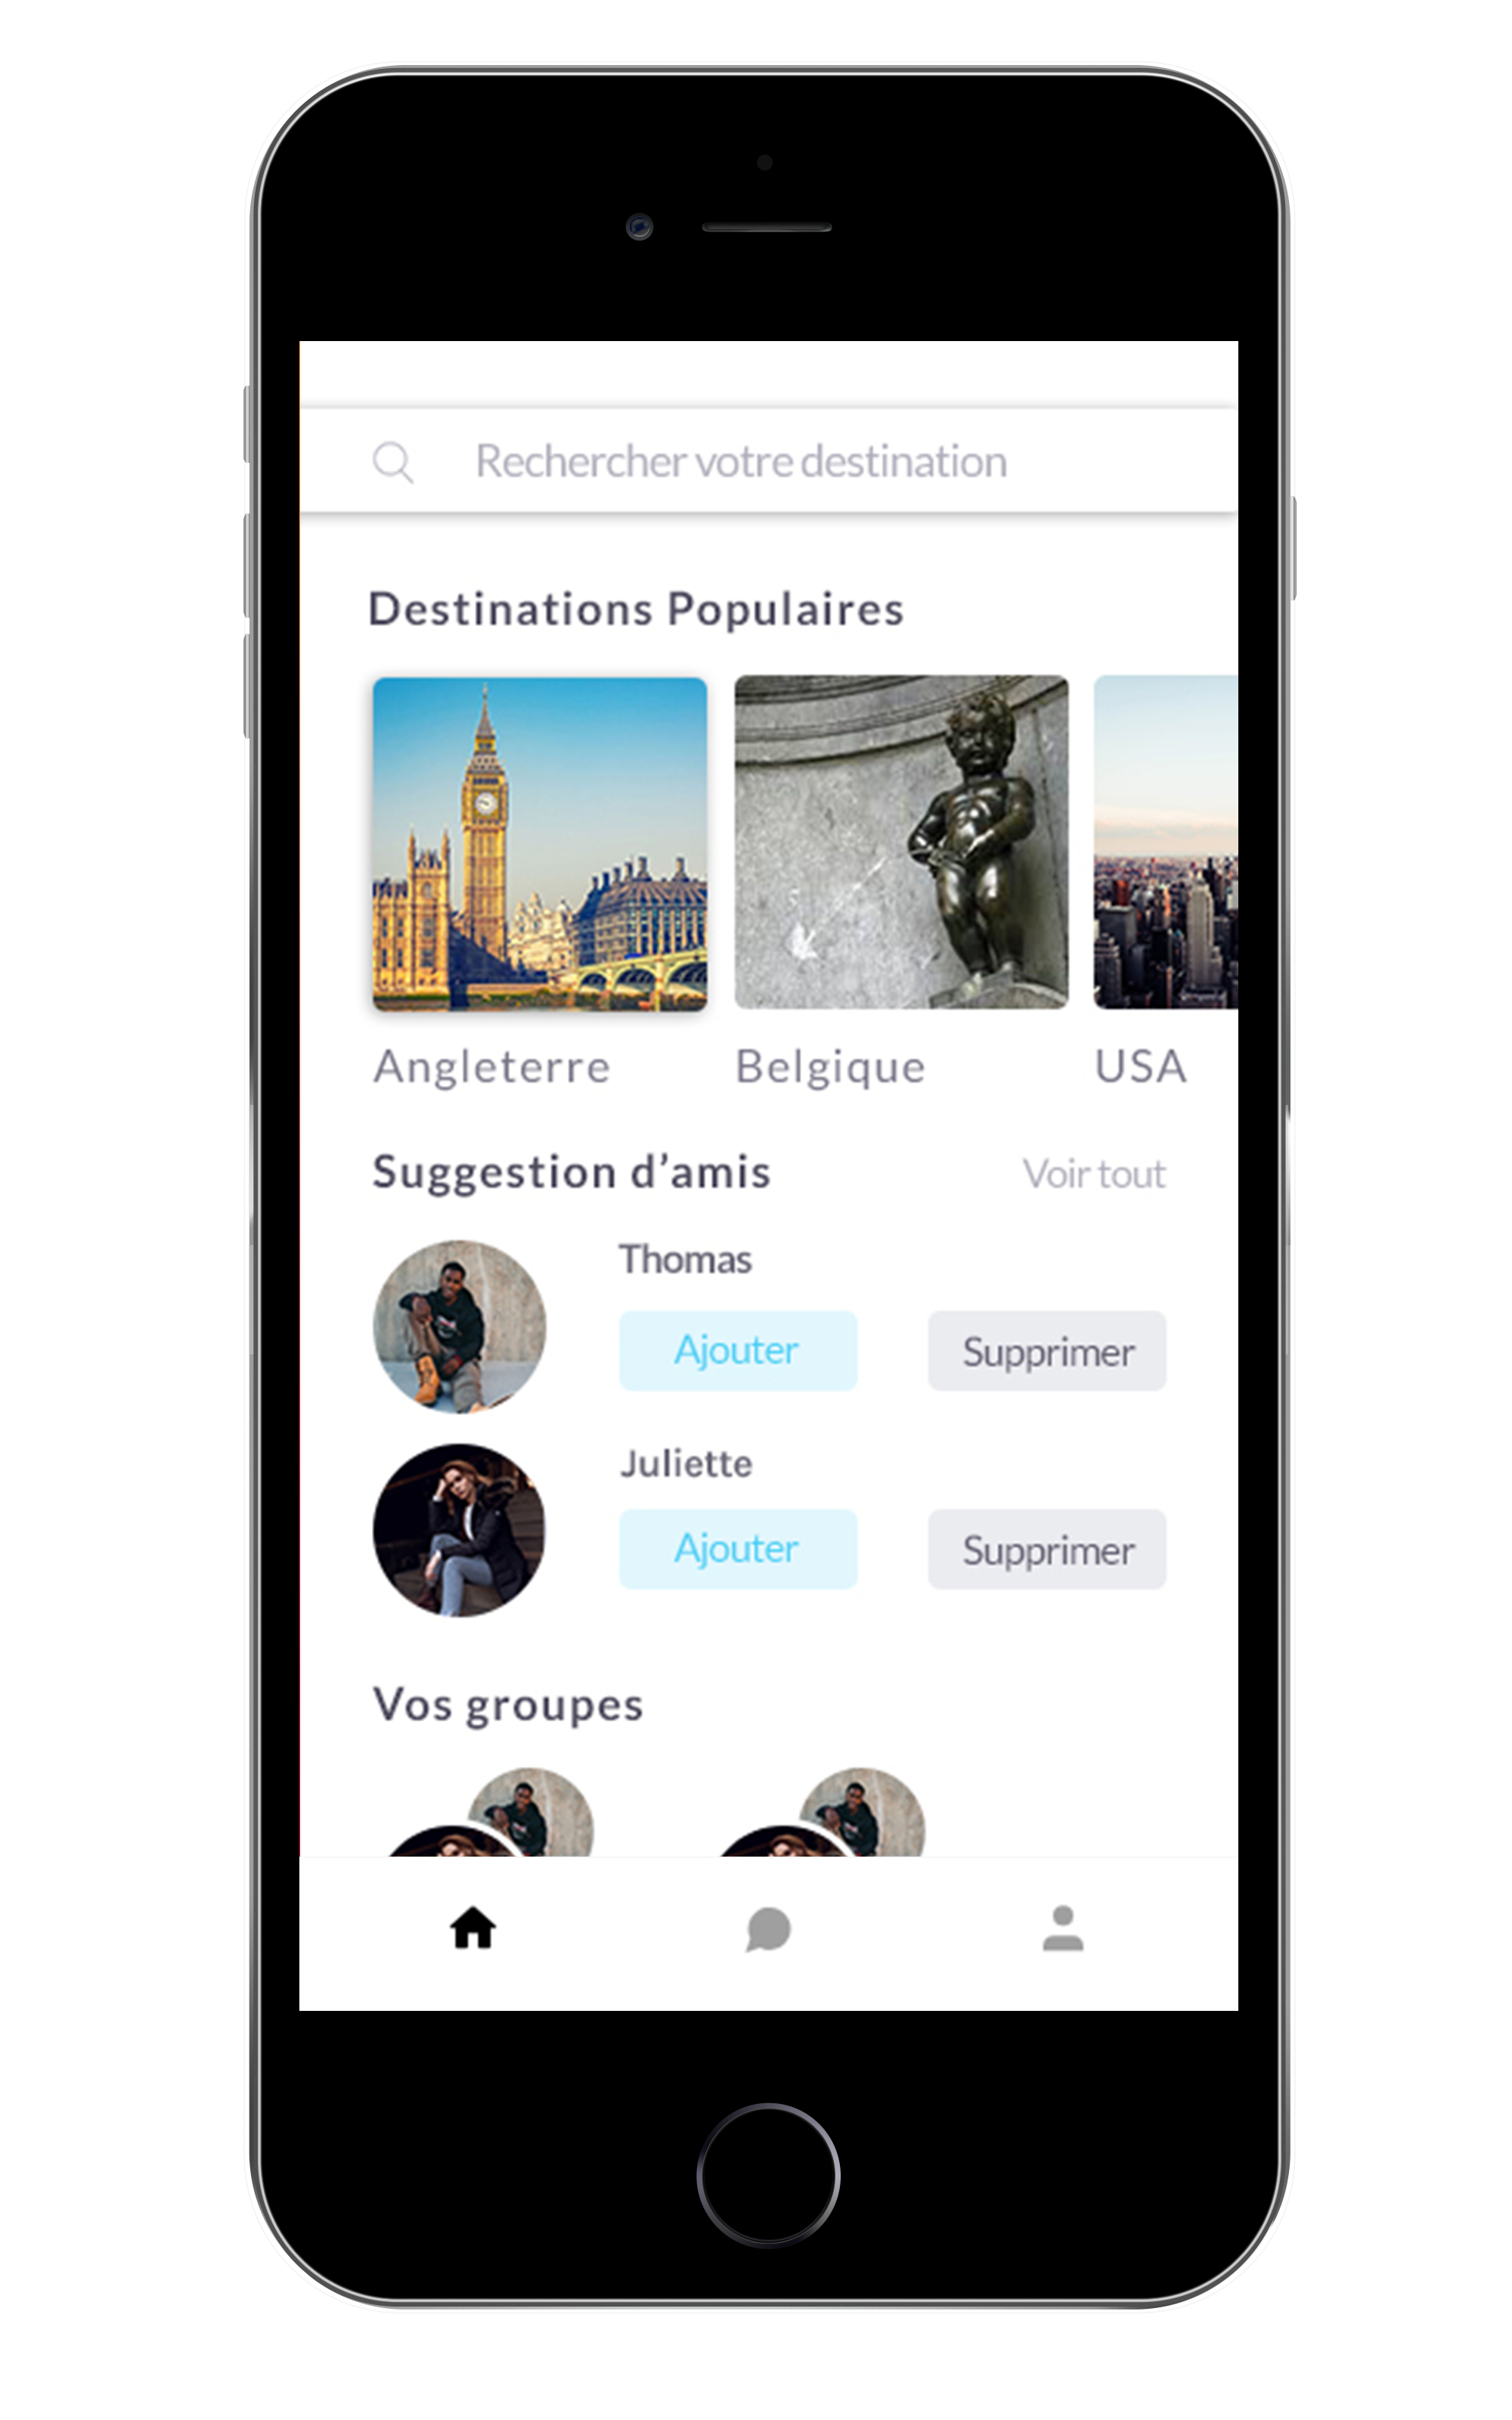 Rechercher votre destination
Destinations Populaires
Angleterre Belgique USA
Suggestion d’amis Voir tout
Thomas
Ajouter Supprimer
Juliette
Ajouter Supprimer
Vos groupes